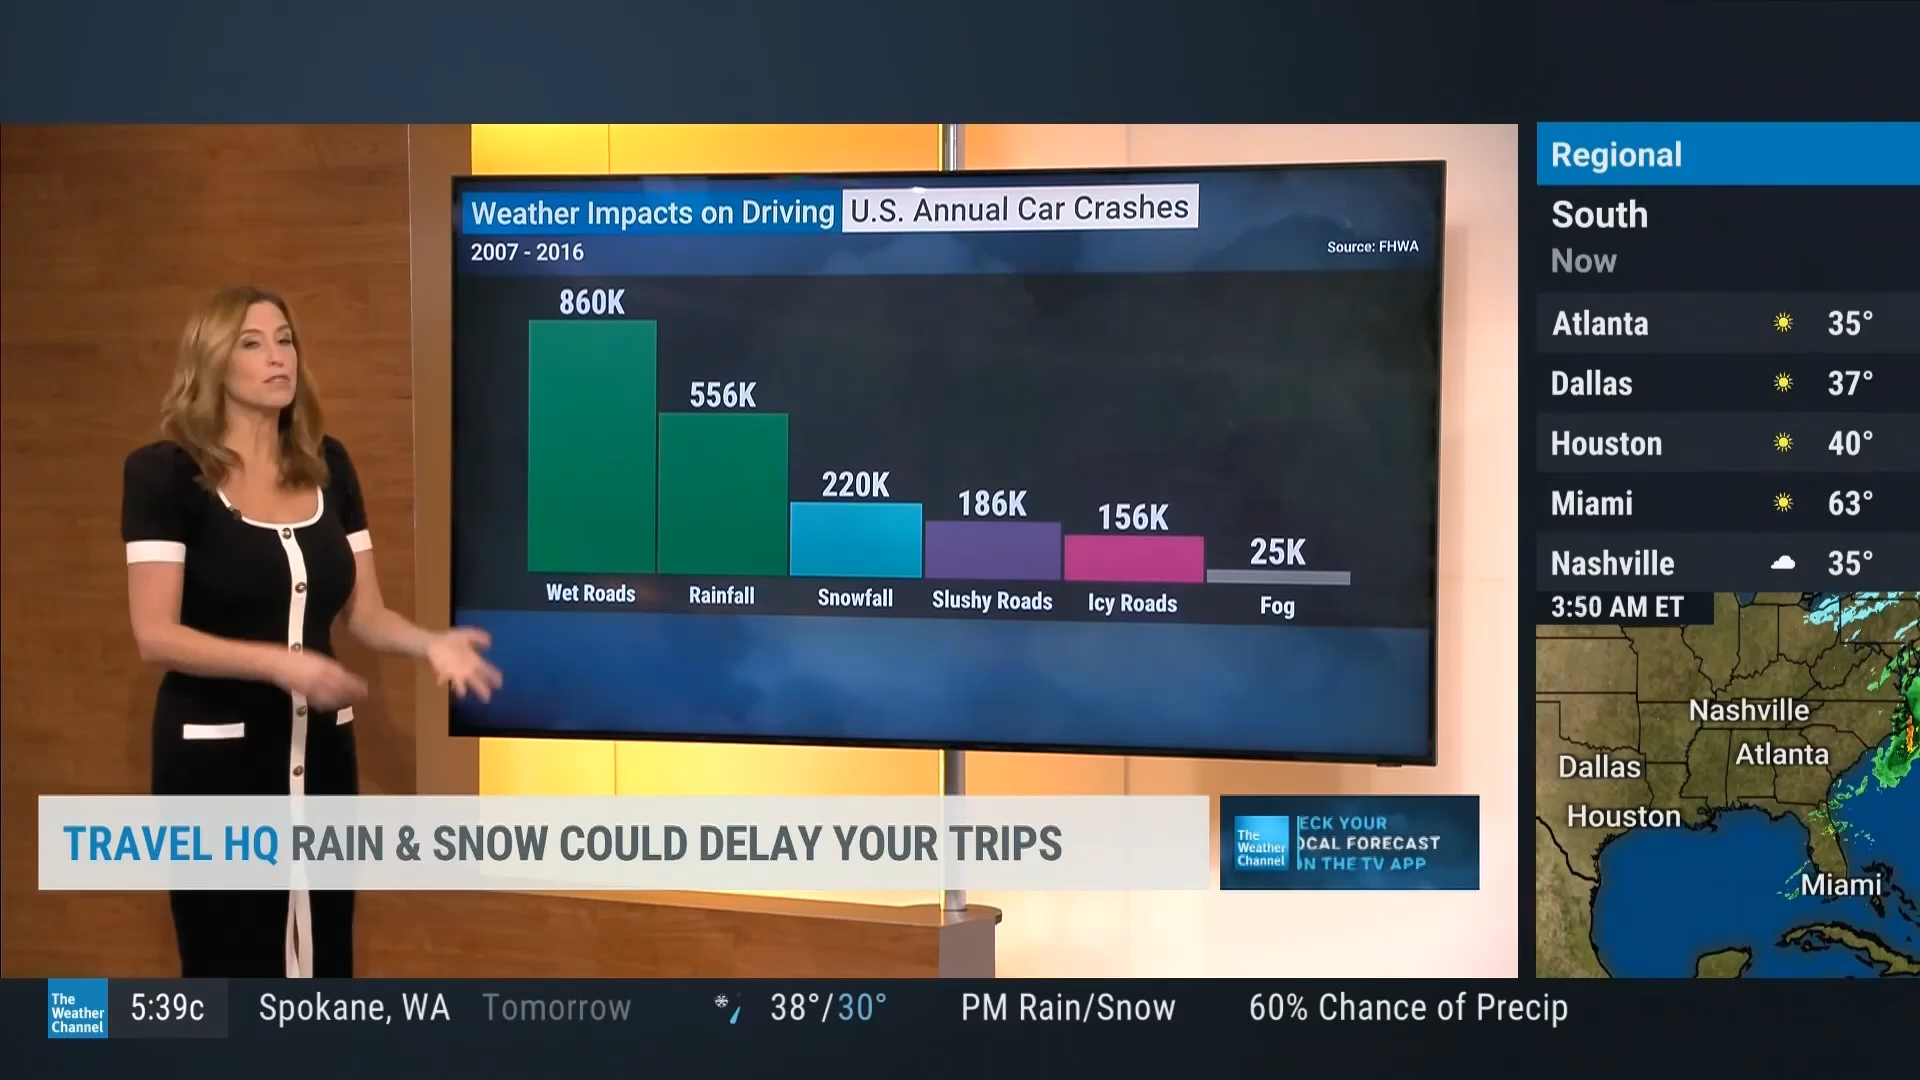 Weather Impacts on Driving U.S. Annual Car Crashes
2007 - 2016
Source: FHWA
860K
556K
220K
186K
156K
25K
Wet Roads
Rainfall
Snowfall
Slushy Roads
Icy Roads
Fog
TRAVEL HQ RAIN & SNOW COULD DELAY YOUR TRIPS
The
Weather
Channel
ECK YOUR
OCAL FORECAST
N THE TV APP
Regional
South
Now
Atlanta 35°
Dallas 37°
Houston 40°
Miami 63°
Nashville 35°
3:50 AM ET
Nashville
Atlanta
Dallas
Houston
Miami
The
Weather
Channel
5:39c Spokane, WA Tomorrow 38°/30° PM Rain/Snow 60% Chance of Precip